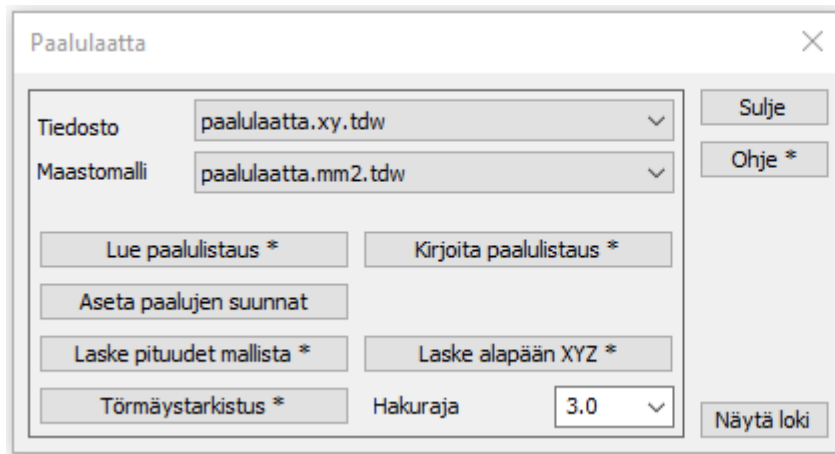 Paalulaatta
Tiedosto paalulaatta.xy.tdw Sulje
Maastomalli paalulaatta.mm2.tdw Ohje *
Lue paalulistaus * Kirjoita paalulistaus *
Aseta paalujen suunnat
Laske pituudet mallista * Laske alapään XYZ *
Törmäystarkistus * Hakuraja 3.0 Näytä loki